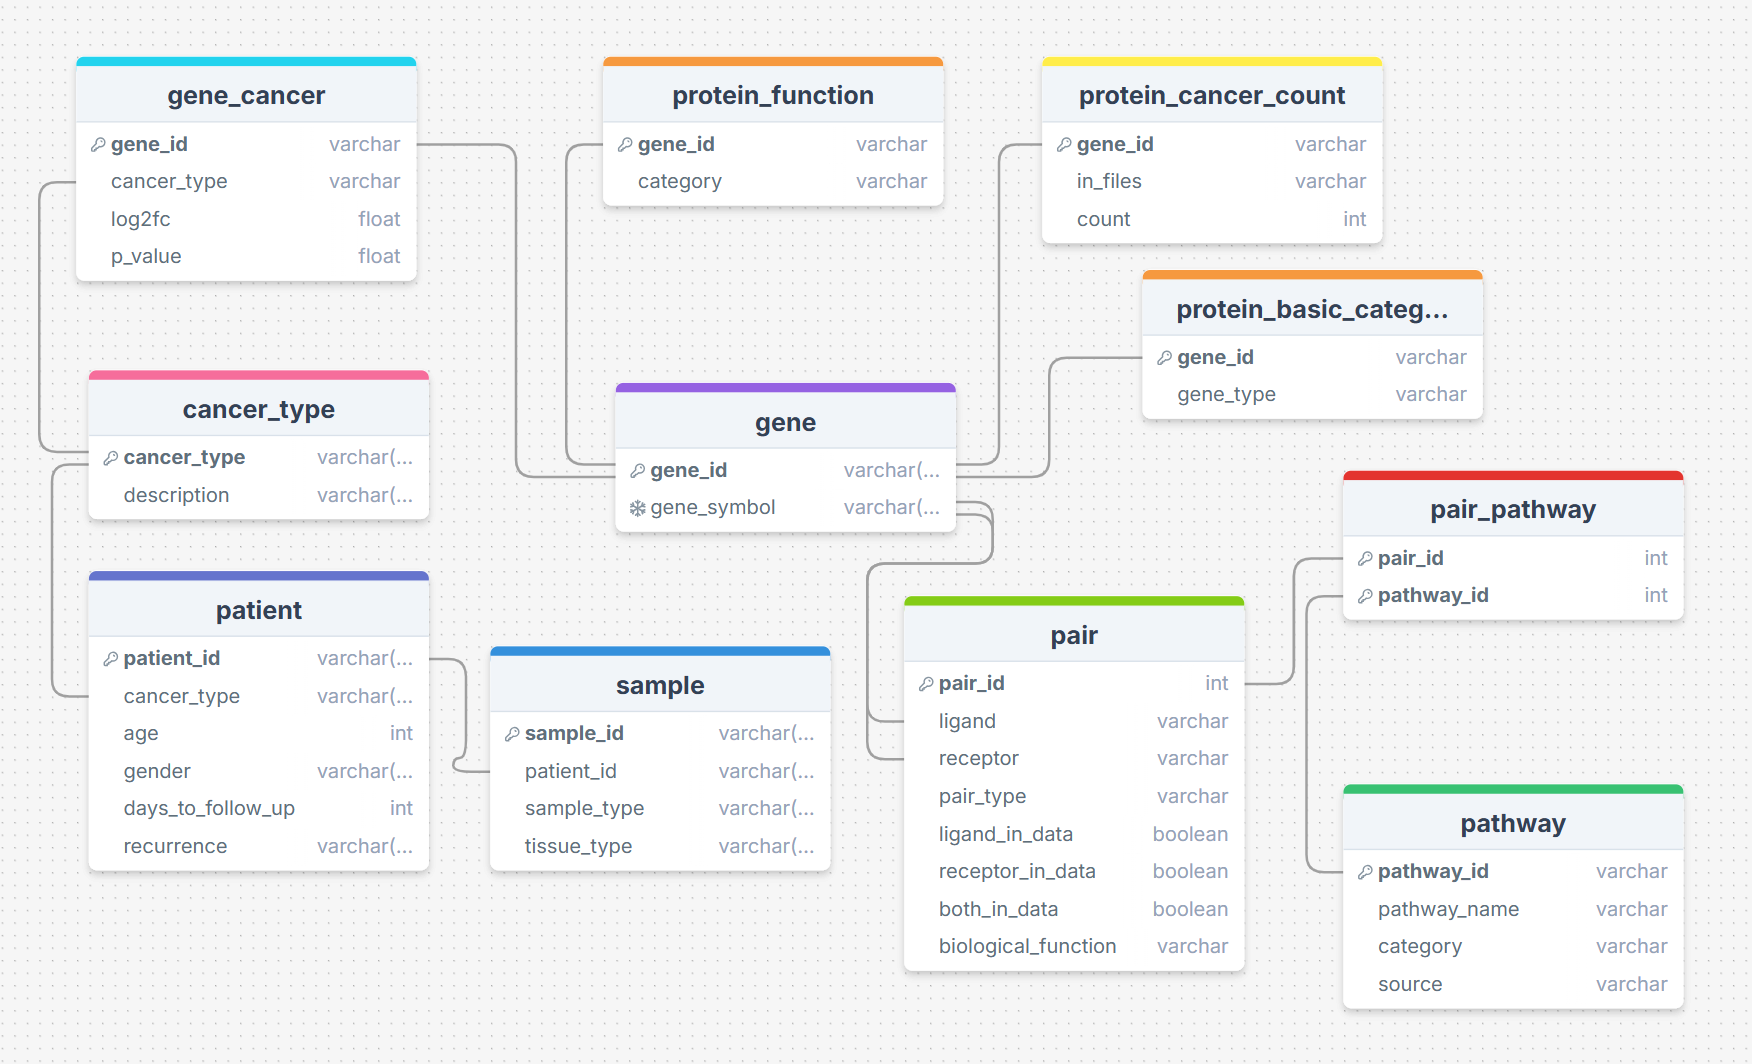 gene_cancer
gene_id varchar
cancer_type varchar
log2fc float
p_value float
protein_function
gene_id varchar
category varchar
protein_cancer_count
gene_id varchar
in_files varchar
count int
protein_basic_categ...
gene_id varchar
gene_type varchar
cancer_type
cancer_type varchar(...
description varchar(...
gene
gene_id varchar(...
gene_symbol varchar(...
pair_pathway
pair_id int
pathway_id int
patient
patient_id varchar(...
cancer_type varchar(...
age int
gender varchar(...
days_to_follow_up int
recurrence varchar(...
sample
sample_id varchar(...
patient_id varchar(...
sample_type varchar(...
tissue_type varchar(...
pair
pair_id int
ligand varchar
receptor varchar
pair_type varchar
ligand_in_data boolean
receptor_in_data boolean
both_in_data boolean
biological_function varchar
pathway
pathway_id varchar
pathway_name varchar
category varchar
source varchar